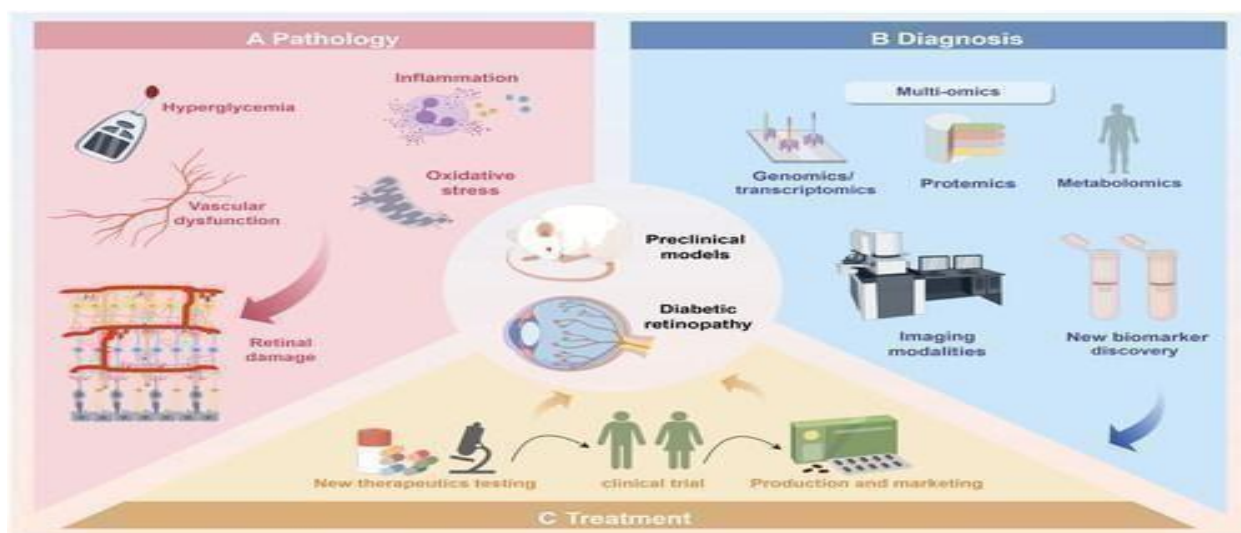 A Pathology
Hyperglycemia
Inflammation
Vascular
dysfunction
Oxidative
stress
Retinal
damage
B Diagnosis
Multi-omics
Genomics/
transcriptomics
Protemics
Metabolomics
Imaging
modalities
New biomarker
discovery
Preclinical
models
Diabetic
retinopathy
New therapeutics testing
clinical trial
Production and marketing
C Treatment